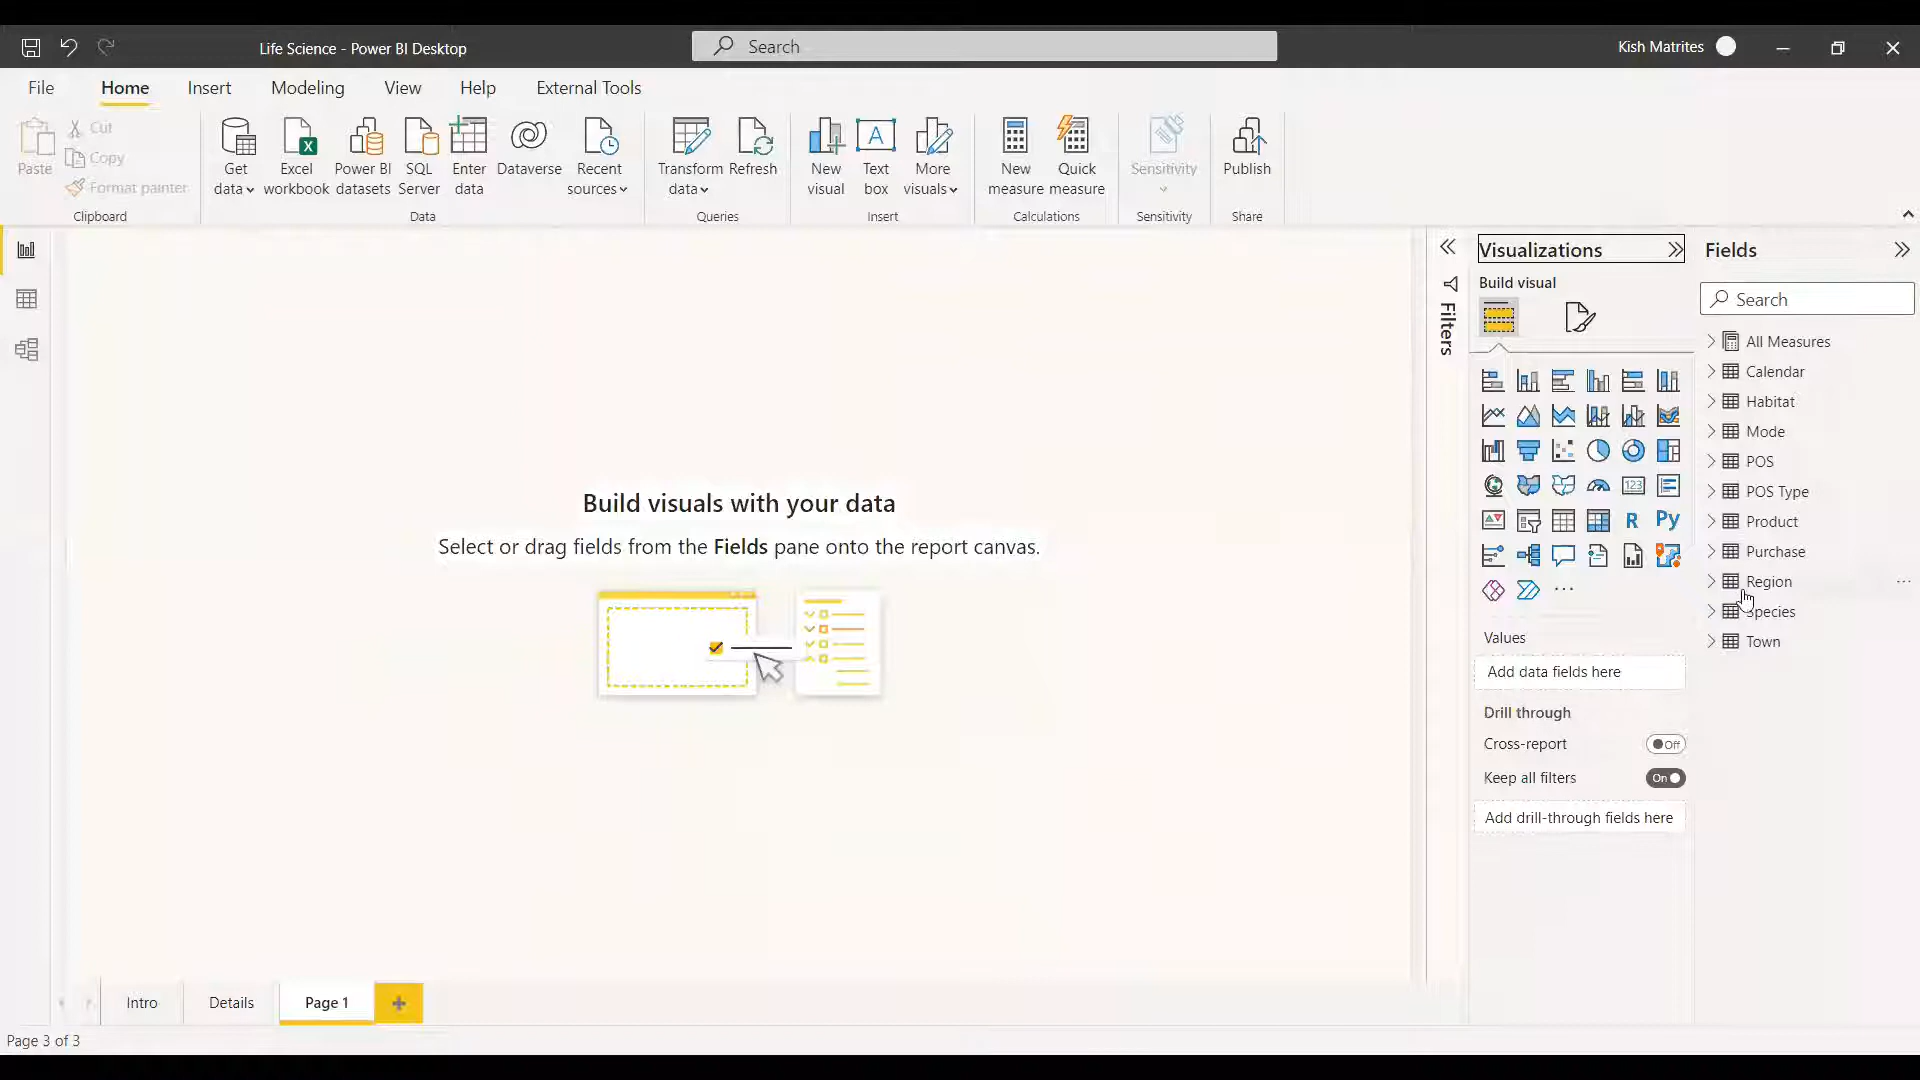 Life Science - Power BI Desktop
Search
Kish Matrites
File Home Insert Modeling View Help External Tools
Paste
Cut
Copy
Format painter
Clipboard
Get data
Excel workbook
Power BI datasets
SQL Server
Enter data
Dataverse
Recent sources
Data
Transform data
Refresh
Queries
New visual
Text box
More visuals
Insert
New measure
Quick measure
Calculations
Sensitivity
Sensitivity
Publish
Share
Filters
Visualizations
Build visual
R
Py
123
Values
Add data fields here
Drill through
Cross-report
Off
Keep all filters
On
Add drill-through fields here
Fields
Search
All Measures
Calendar
Habitat
Mode
POS
POS Type
Product
Purchase
Region
Species
Town
Build visuals with your data
Select or drag fields from the Fields pane onto the report canvas.
Intro
Details
Page 1
Page 3 of 3